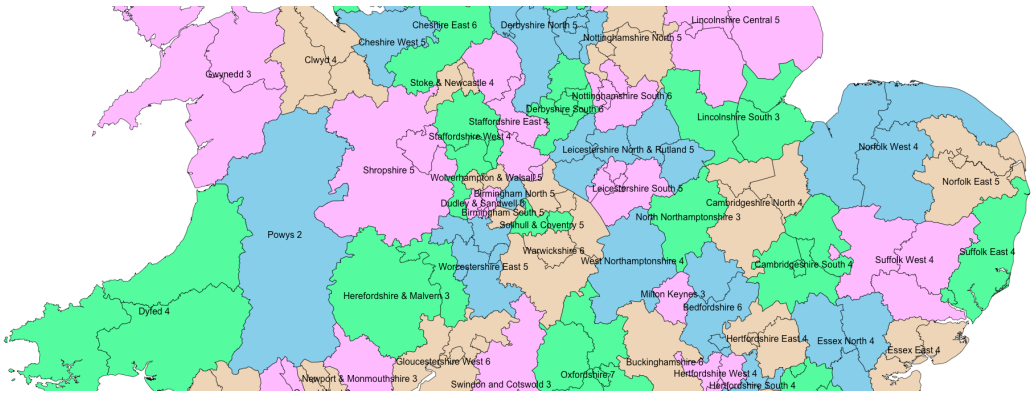 Lincolnshire Central 5
Cheshire East 6
Derbyshire North 5
Nottinghamshire North 5
Cheshire West 5
Clwyd 4
Gwynedd 3
Stoke & Newcastle 4
Nottinghamshire South 6
Derbyshire South 6
Lincolnshire South 3
Staffordshire East 4
Staffordshire West 4
Norfolk West 4
Leicestershire North & Rutland 5
Shropshire 5
Wolverhampton & Walsall 5
Norfolk East 5
Leicestershire South 5
Birmingham North 5
Dudley & Sandwell 5
Cambridgeshire North 4
Birmingham South 5
North Northamptonshire 3
Solihull & Coventry 5
Powys 2
Warwickshire 6
Suffolk East 4
West Northamptonshire 4
Suffolk West 4
Cambridgeshire South 4
Worcestershire East 5
Herefordshire & Malvern 3
Milton Keynes 3
Bedfordshire 6
Dyfed 4
Hertfordshire East 4
Essex North 4
Essex East 4
Gloucestershire West 6
Buckinghamshire 6
Oxfordshire 7
Hertfordshire West 4
Newport & Monmouthshire 3
Swindon and Cotswold 3
Hertfordshire South 4